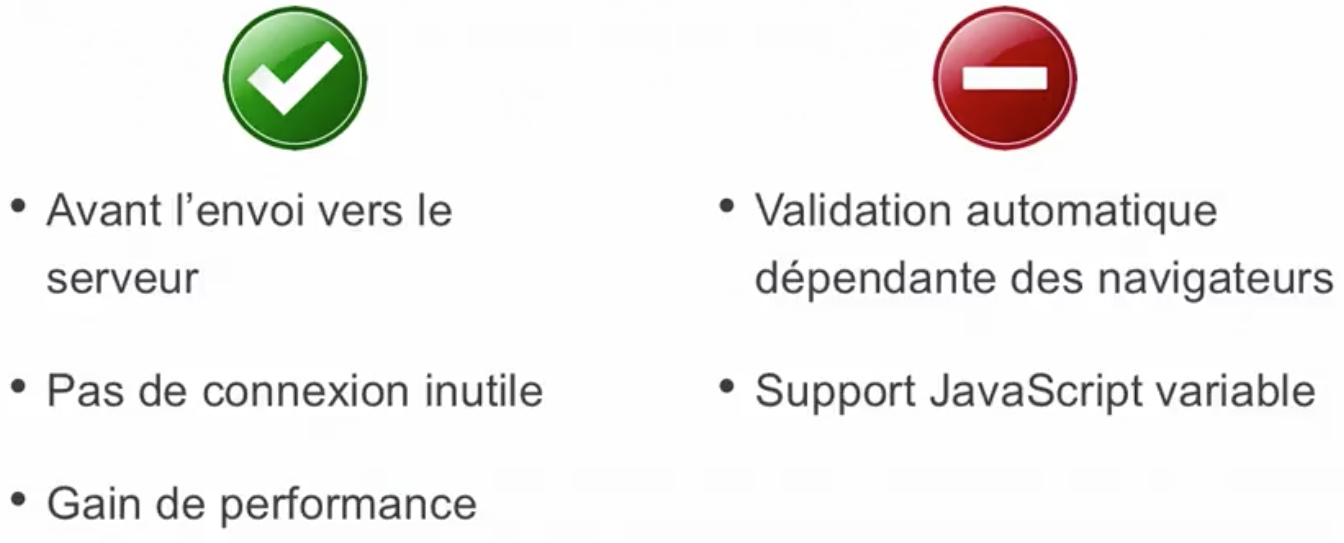 • Avant l’envoi vers le
serveur
• Pas de connexion inutile
• Gain de performance
• Validation automatique
dépendante des navigateurs
• Support JavaScript variable